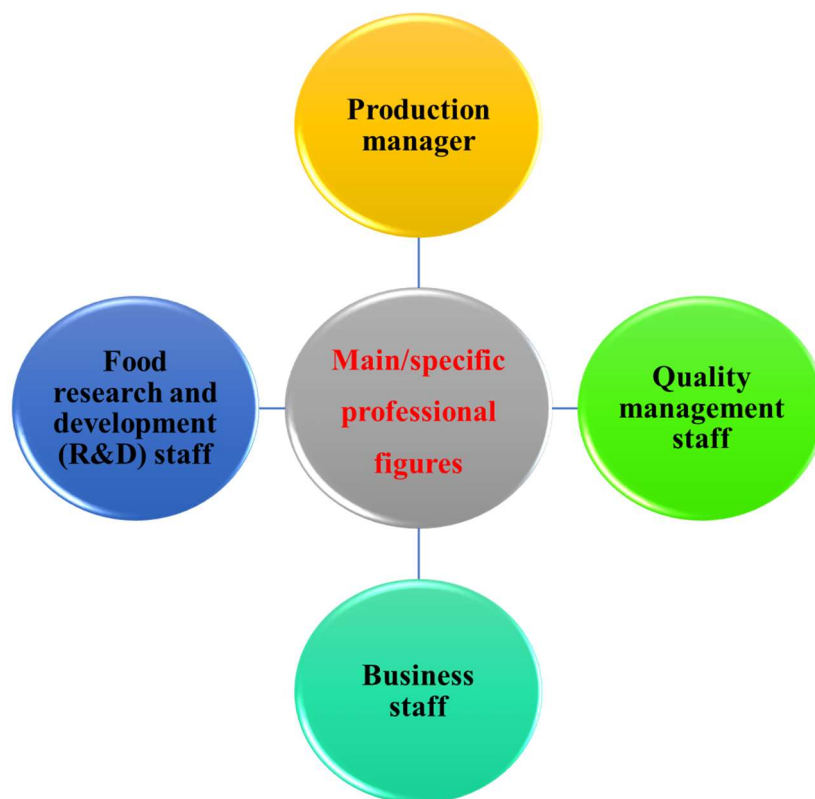 Production
manager
Food
research and
development
(R&D) staff
Main/specific
professional
figures
Quality
management
staff
Business
staff